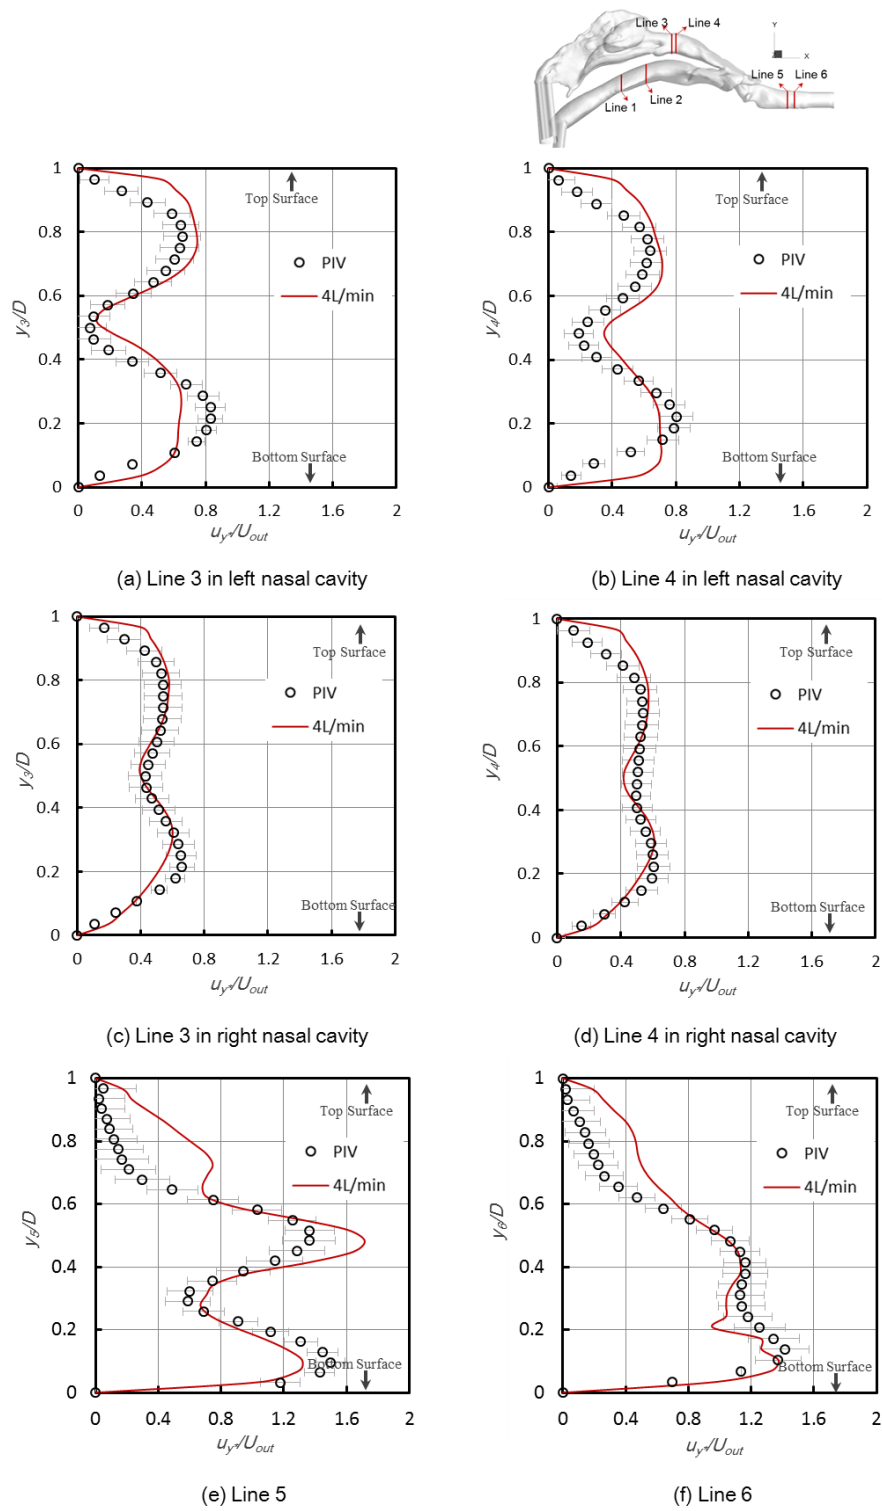 Line 3 Line 4
Y
X
Line 5 Line 6
Line 1 Line 2
1
0.8
0.6
0.4
0.2
0
y3/D
Top Surface
PIV
4L/min
Bottom Surface
0 0.4 0.8 1.2 1.6 2
uy*/Uout
(a) Line 3 in left nasal cavity
1
0.8
0.6
0.4
0.2
0
y4/D
Top Surface
PIV
4L/min
Bottom Surface
0 0.4 0.8 1.2 1.6 2
uy*/Uout
(b) Line 4 in left nasal cavity
1
0.8
0.6
0.4
0.2
0
y3/D
Top Surface
PIV
4L/min
Bottom Surface
0 0.4 0.8 1.2 1.6 2
uy*/Uout
(c) Line 3 in right nasal cavity
1
0.8
0.6
0.4
0.2
0
y4/D
Top Surface
PIV
4L/min
Bottom Surface
0 0.4 0.8 1.2 1.6 2
uy*/Uout
(d) Line 4 in right nasal cavity
1
0.8
0.6
0.4
0.2
0
y5/D
Top Surface
PIV
4L/min
Bottom Surface
0 0.4 0.8 1.2 1.6 2
uy*/Uout
(e) Line 5
1
0.8
0.6
0.4
0.2
0
y6/D
Top Surface
PIV
4L/min
Bottom Surface
0 0.4 0.8 1.2 1.6 2
uy*/Uout
(f) Line 6